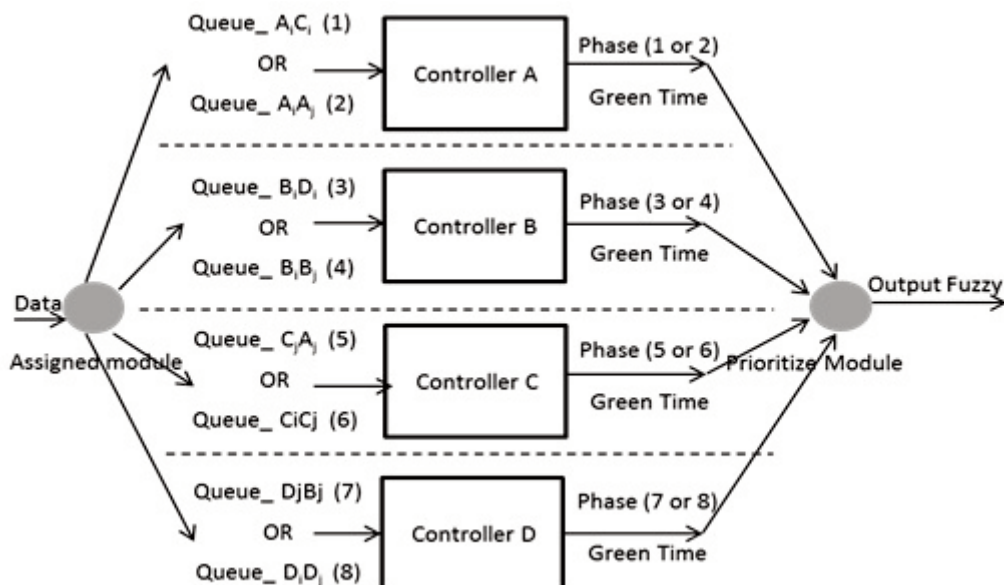 Queue_ AᵢCᵢ (1)
OR
Queue_ AᵢAⱼ (2)
Controller A
Phase (1 or 2)
Green Time
Queue_ BᵢDᵢ (3)
OR
Queue_ BᵢBⱼ (4)
Controller B
Phase (3 or 4)
Green Time
Data
Assigned module
Output Fuzzy
Prioritize Module
Queue_ CⱼAⱼ (5)
OR
Queue_ CiCj (6)
Controller C
Phase (5 or 6)
Green Time
Queue_ DjBj (7)
OR
Queue_ DᵢDⱼ (8)
Controller D
Phase (7 or 8)
Green Time